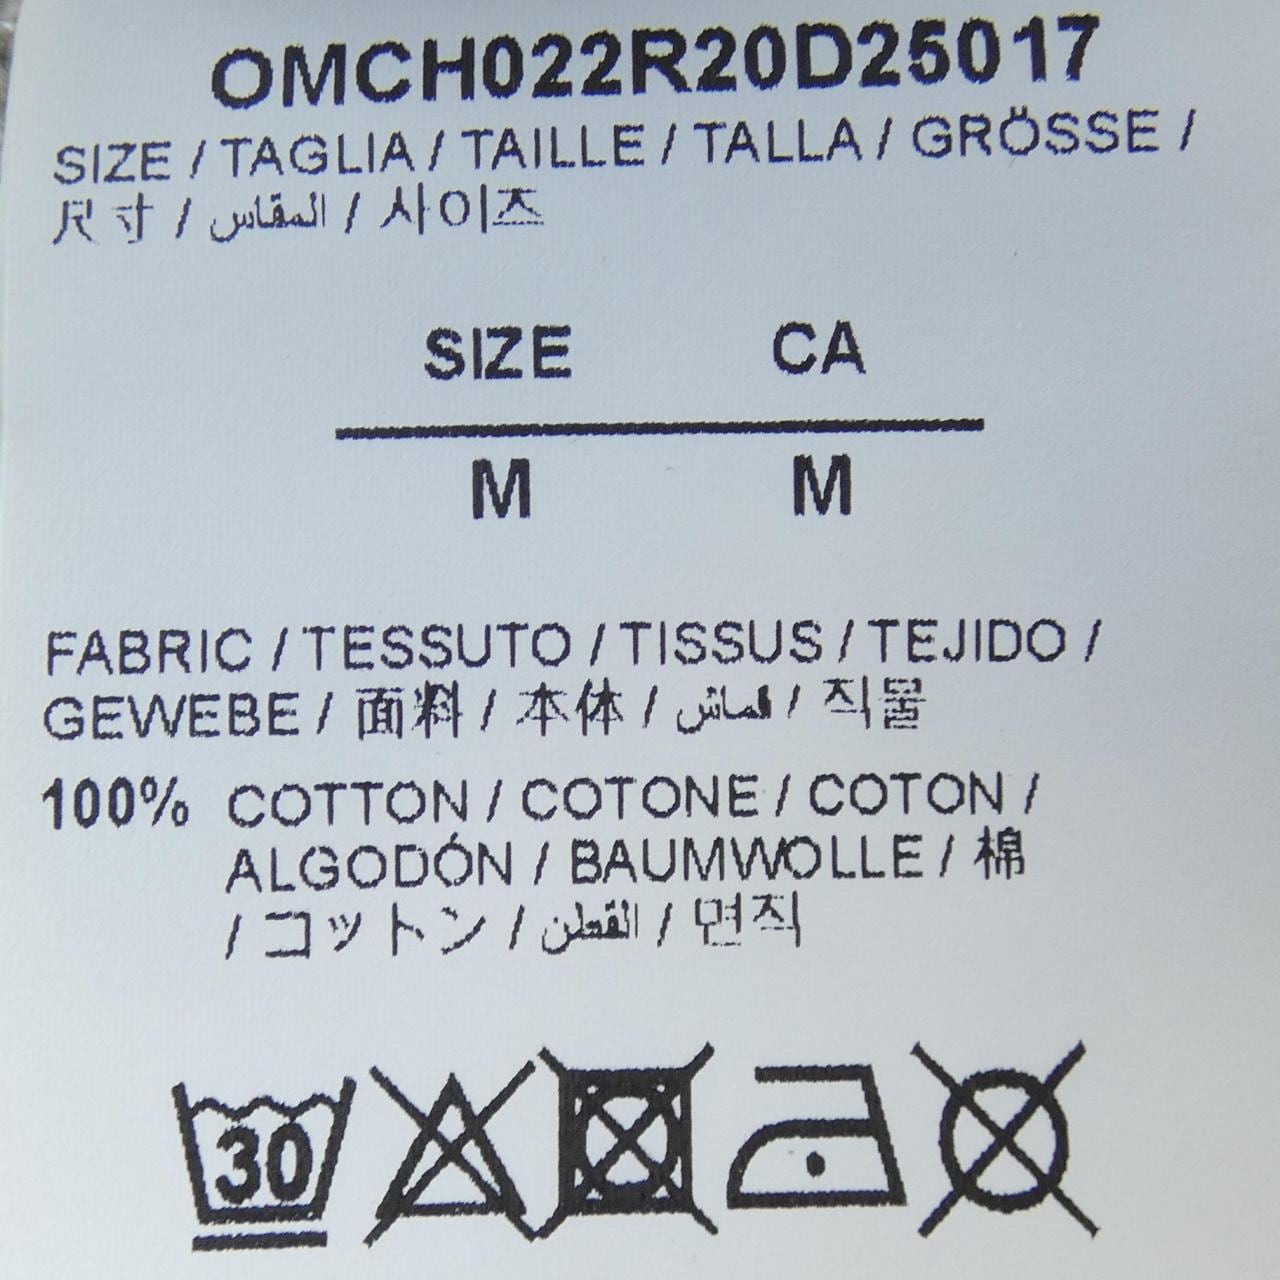 OMCH022R20D25017
SIZE / TAGLIA / TAILLE / TALLA / GRÖSSE /
尺寸 / المقاس / 사이즈
SIZE CA
M M
FABRIC / TESSUTO / TISSUS / TEJIDO /
GEWEBE / 面料 / 本体 / قماش / 직물
100% COTTON / COTONE / COTON /
ALGODÓN / BAUMWOLLE / 棉
/ コットン / القطن / 면직
30